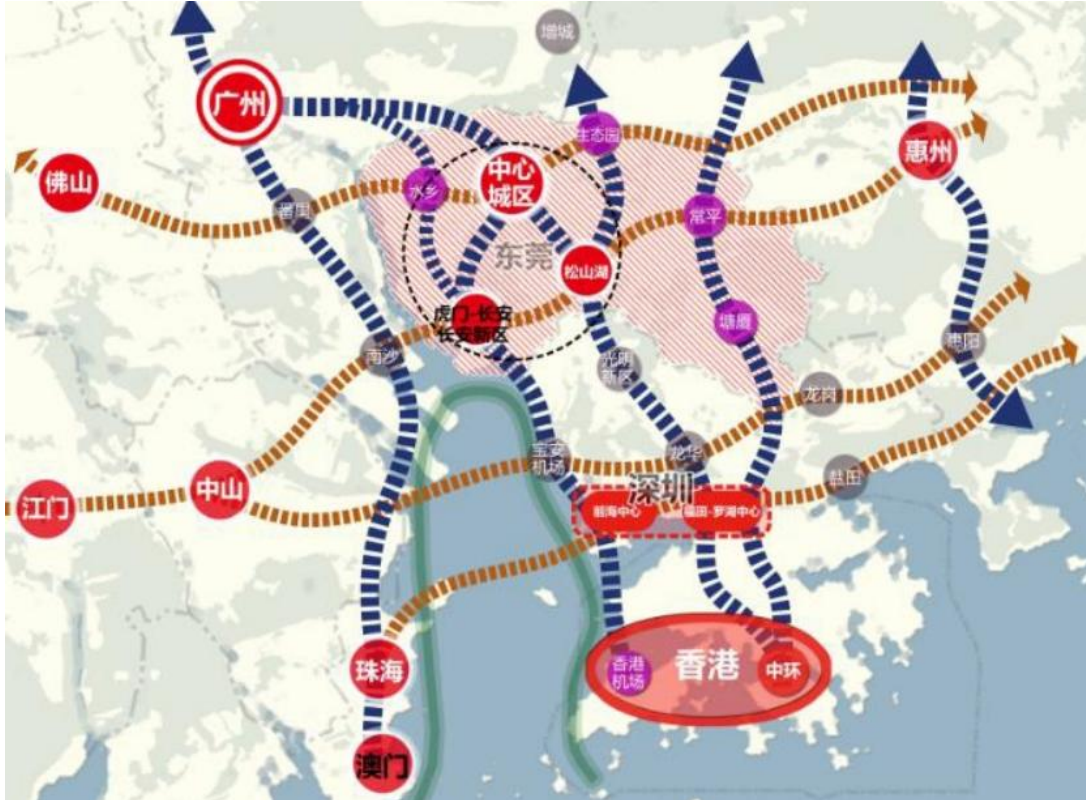 增城
广州
生态园
惠州
中心
城区
佛山
水乡
番禺
常平
东莞
松山湖
虎门-长安
长安新区
塘厦
南沙
惠阳
光明
新区
龙岗
宝安
机场
龙华
盐田
深圳
中山
江门
前海中心
福田-罗湖中心
香港
香港
机场
中环
珠海
澳门